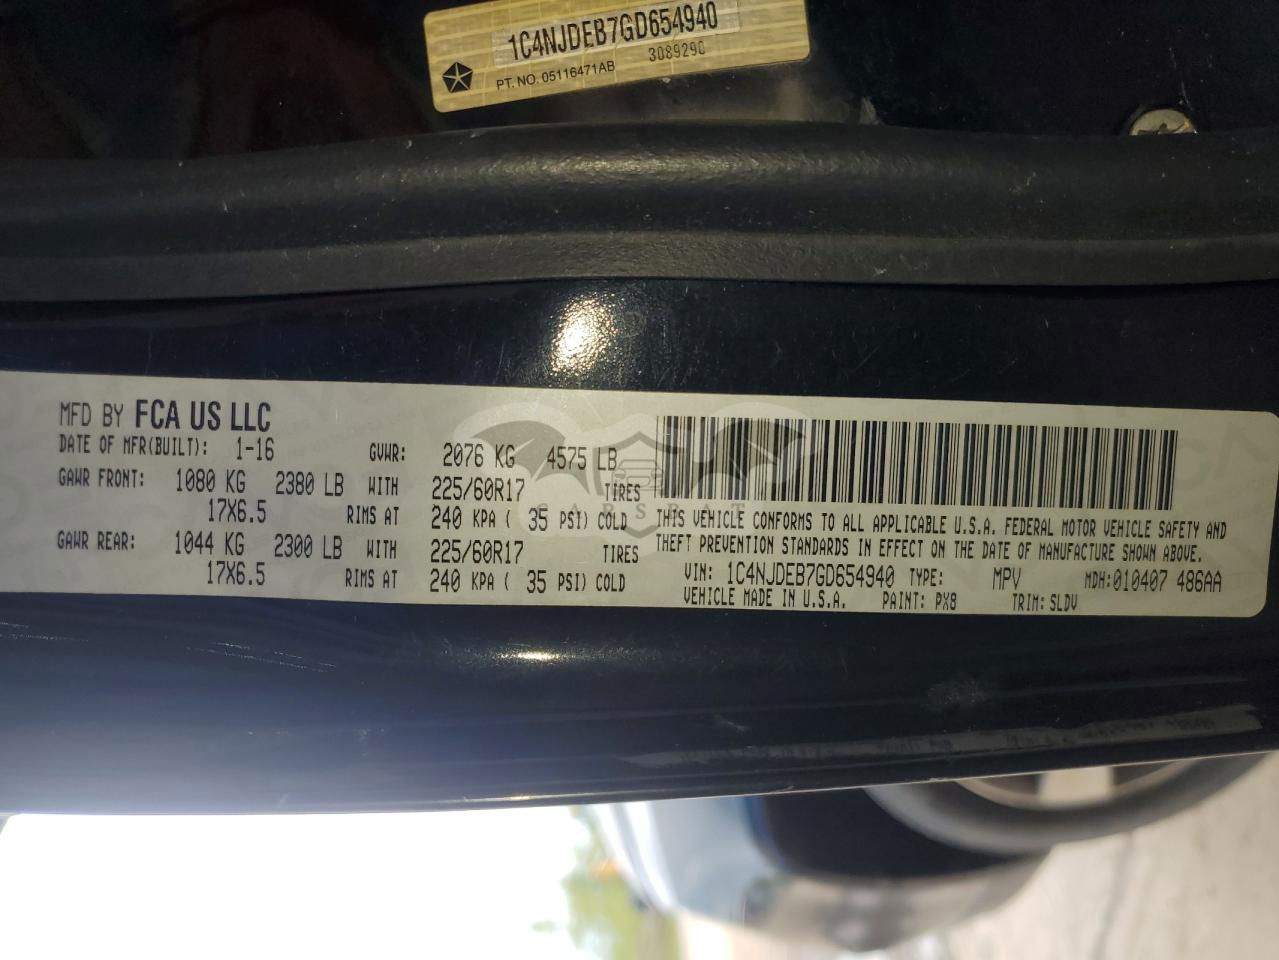 1C4NJDEB7GD654940
PT. NO. 05116471AB 3089290
MFD BY FCA US LLC
DATE OF MFR(BUILT): 1-16 GVWR: 2076 KG 4575 LB
GAWR FRONT: 1080 KG 2380 LB WITH 225/60R17 TIRES
17X6.5 RIMS AT 240 KPA ( 35 PSI) COLD
GAWR REAR: 1044 KG 2300 LB WITH 225/60R17 TIRES
17X6.5 RIMS AT 240 KPA ( 35 PSI) COLD
CARSBAT
THIS VEHICLE CONFORMS TO ALL APPLICABLE U.S.A. FEDERAL MOTOR VEHICLE SAFETY AND
THEFT PREVENTION STANDARDS IN EFFECT ON THE DATE OF MANUFACTURE SHOWN ABOVE.
VIN: 1C4NJDEB7GD654940 TYPE: MPV MDH:010407 486AA
VEHICLE MADE IN U.S.A. PAINT: PX8 TRIM: SLDV